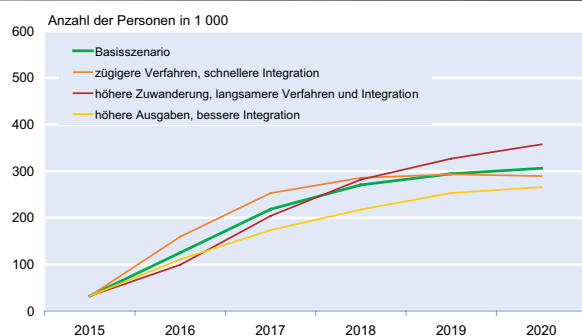 Anzahl der Personen in 1 000
600
500
400
300
200
100
0
Basisszenario
zügigere Verfahren, schnellere Integration
höhere Zuwanderung, langsamere Verfahren und Integration
höhere Ausgaben, bessere Integration
2015 2016 2017 2018 2019 2020